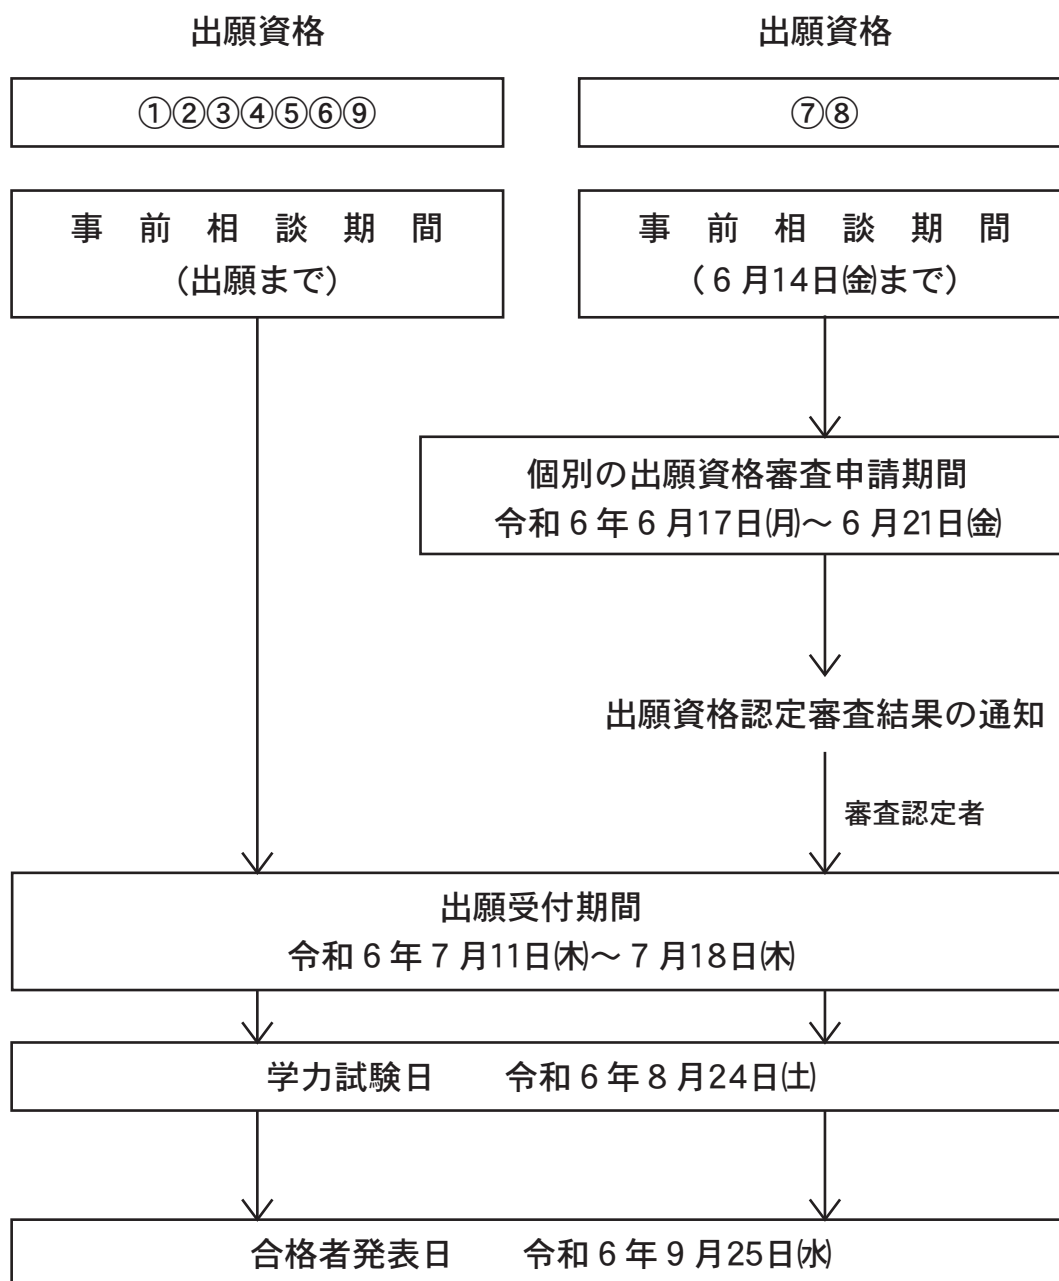 出願資格
①②③④⑤⑥⑨
事前相談期間
(出願まで)
出願資格
⑦⑧
事前相談期間
(6月14日㈮まで)
個別の出願資格審査申請期間
令和6年6月17日㈪～6月21日㈮
出願資格認定審査結果の通知
審査認定者
出願受付期間
令和6年7月11日㈭～7月18日㈭
学力試験日　令和6年8月24日㈯
合格者発表日　令和6年9月25日㈬